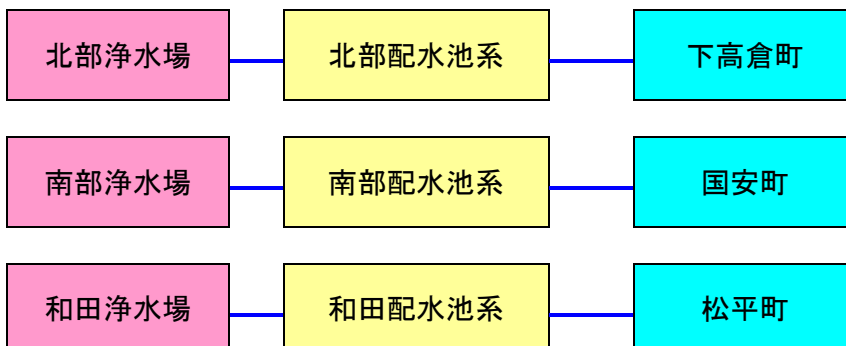 北部浄水場 北部配水池系 下高倉町
南部浄水場 南部配水池系 国安町
和田浄水場 和田配水池系 松平町